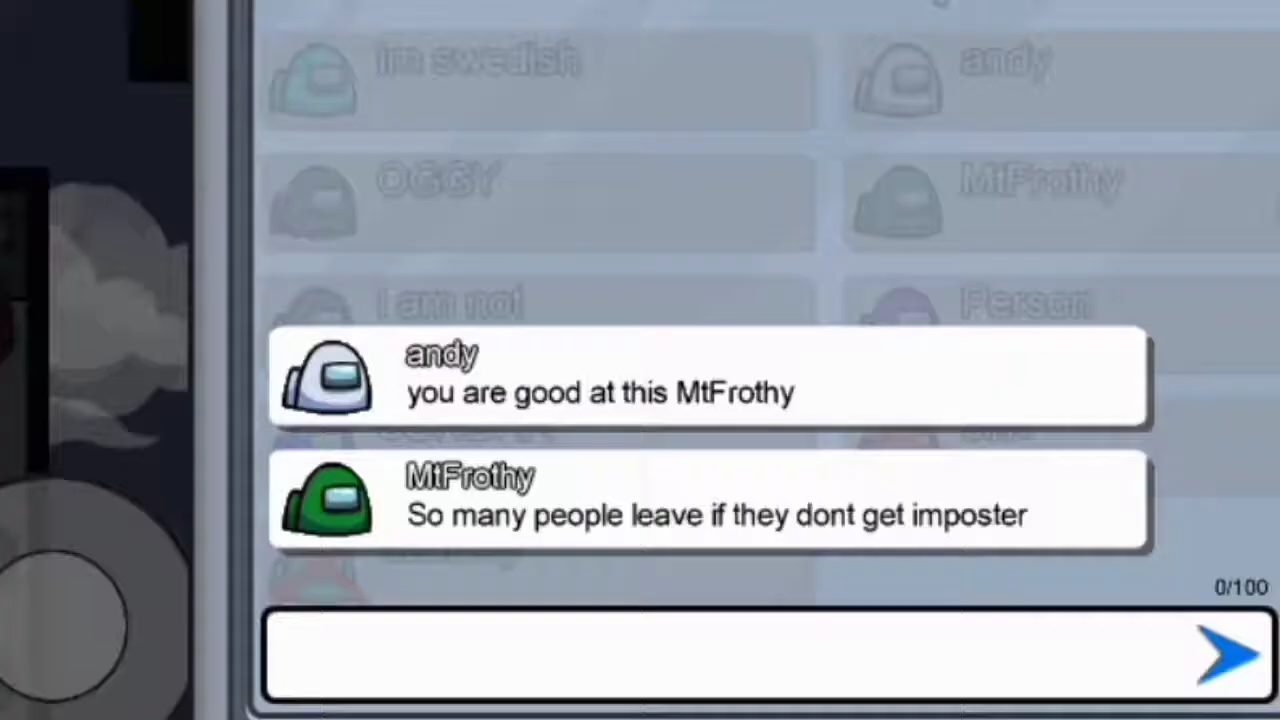 im swedish
andy
OGGY
MtFrothy
I am not
Person
andy
you are good at this MtFrothy
MtFrothy
So many people leave if they dont get imposter
0/100